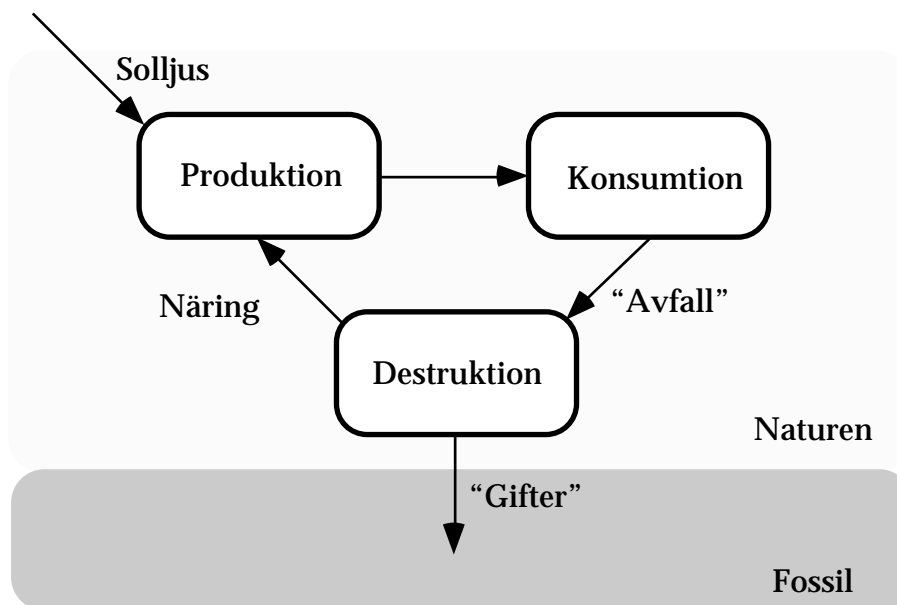 Solljus
Produktion
Konsumtion
Näring
“Avfall”
Destruktion
Naturen
“Gifter”
Fossil